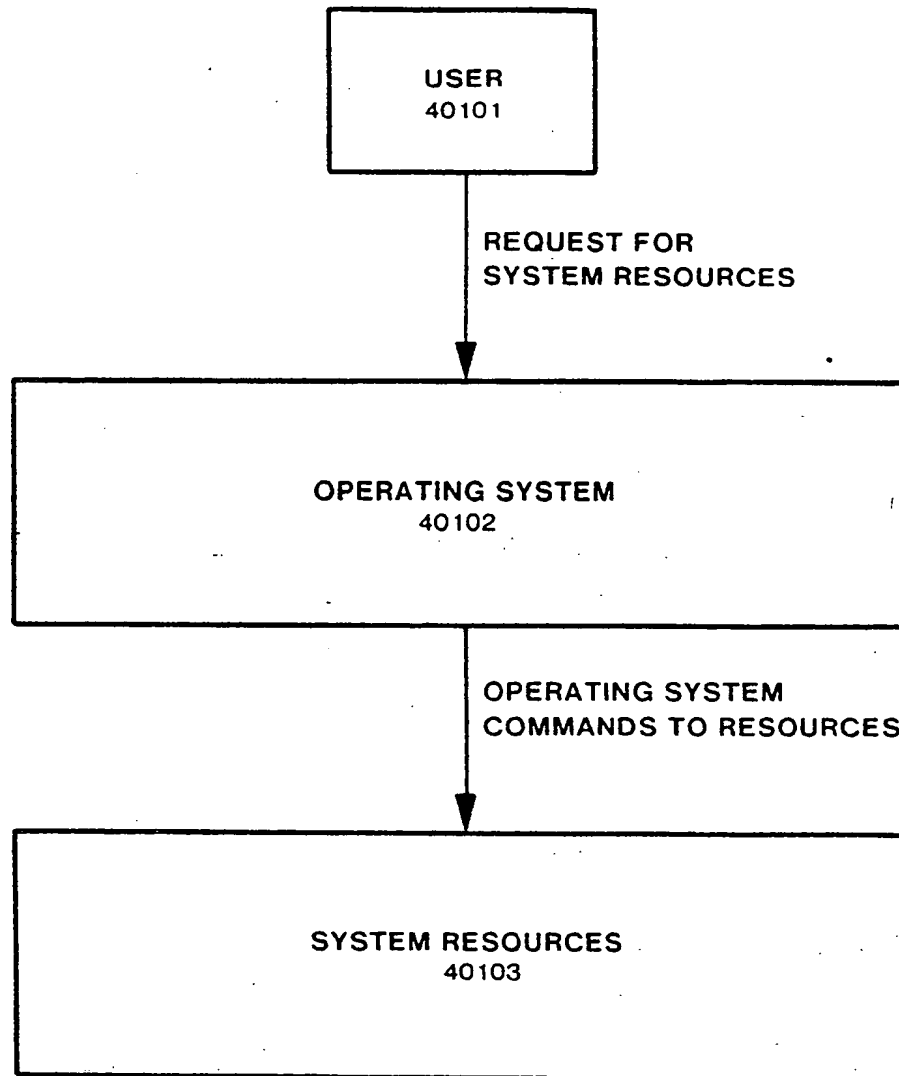 USER
40101
REQUEST FOR
SYSTEM RESOURCES
OPERATING SYSTEM
40102
OPERATING SYSTEM
COMMANDS TO RESOURCES
SYSTEM RESOURCES
40103